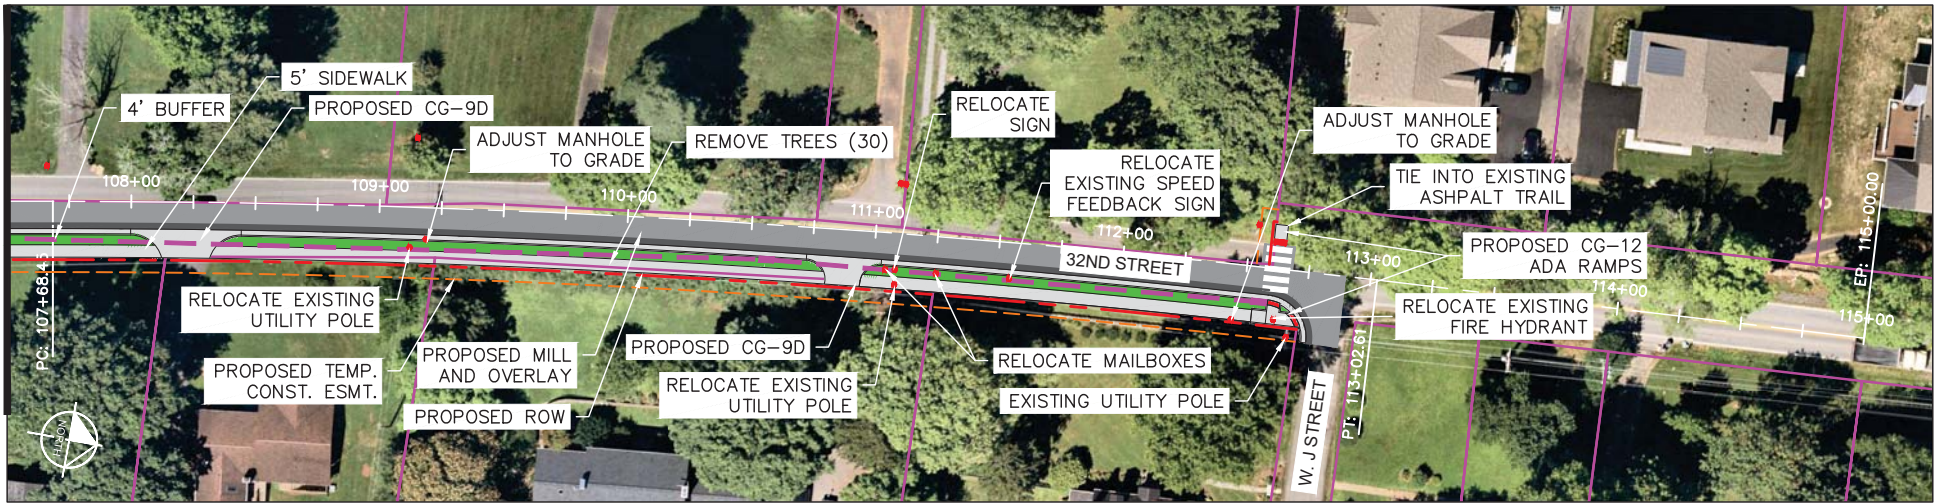 5' SIDEWALK
4' BUFFER
PROPOSED CG-9D
ADJUST MANHOLE
TO GRADE
REMOVE TREES (30)
RELOCATE
SIGN
RELOCATE
EXISTING SPEED
FEEDBACK SIGN
ADJUST MANHOLE
TO GRADE
TIE INTO EXISTING
ASHPALT TRAIL
PROPOSED CG-12
ADA RAMPS
RELOCATE EXISTING
FIRE HYDRANT
108+00
109+00
110+00
111+00
112+00
113+00
114+00
115+00
32ND STREET
PC: 107+68.43
PT: 113+02.61
EP: 115+00.00
RELOCATE EXISTING
UTILITY POLE
PROPOSED TEMP.
CONST. ESMT.
PROPOSED MILL
AND OVERLAY
PROPOSED ROW
PROPOSED CG-9D
RELOCATE EXISTING
UTILITY POLE
RELOCATE MAILBOXES
EXISTING UTILITY POLE
W. J STREET
NORTH